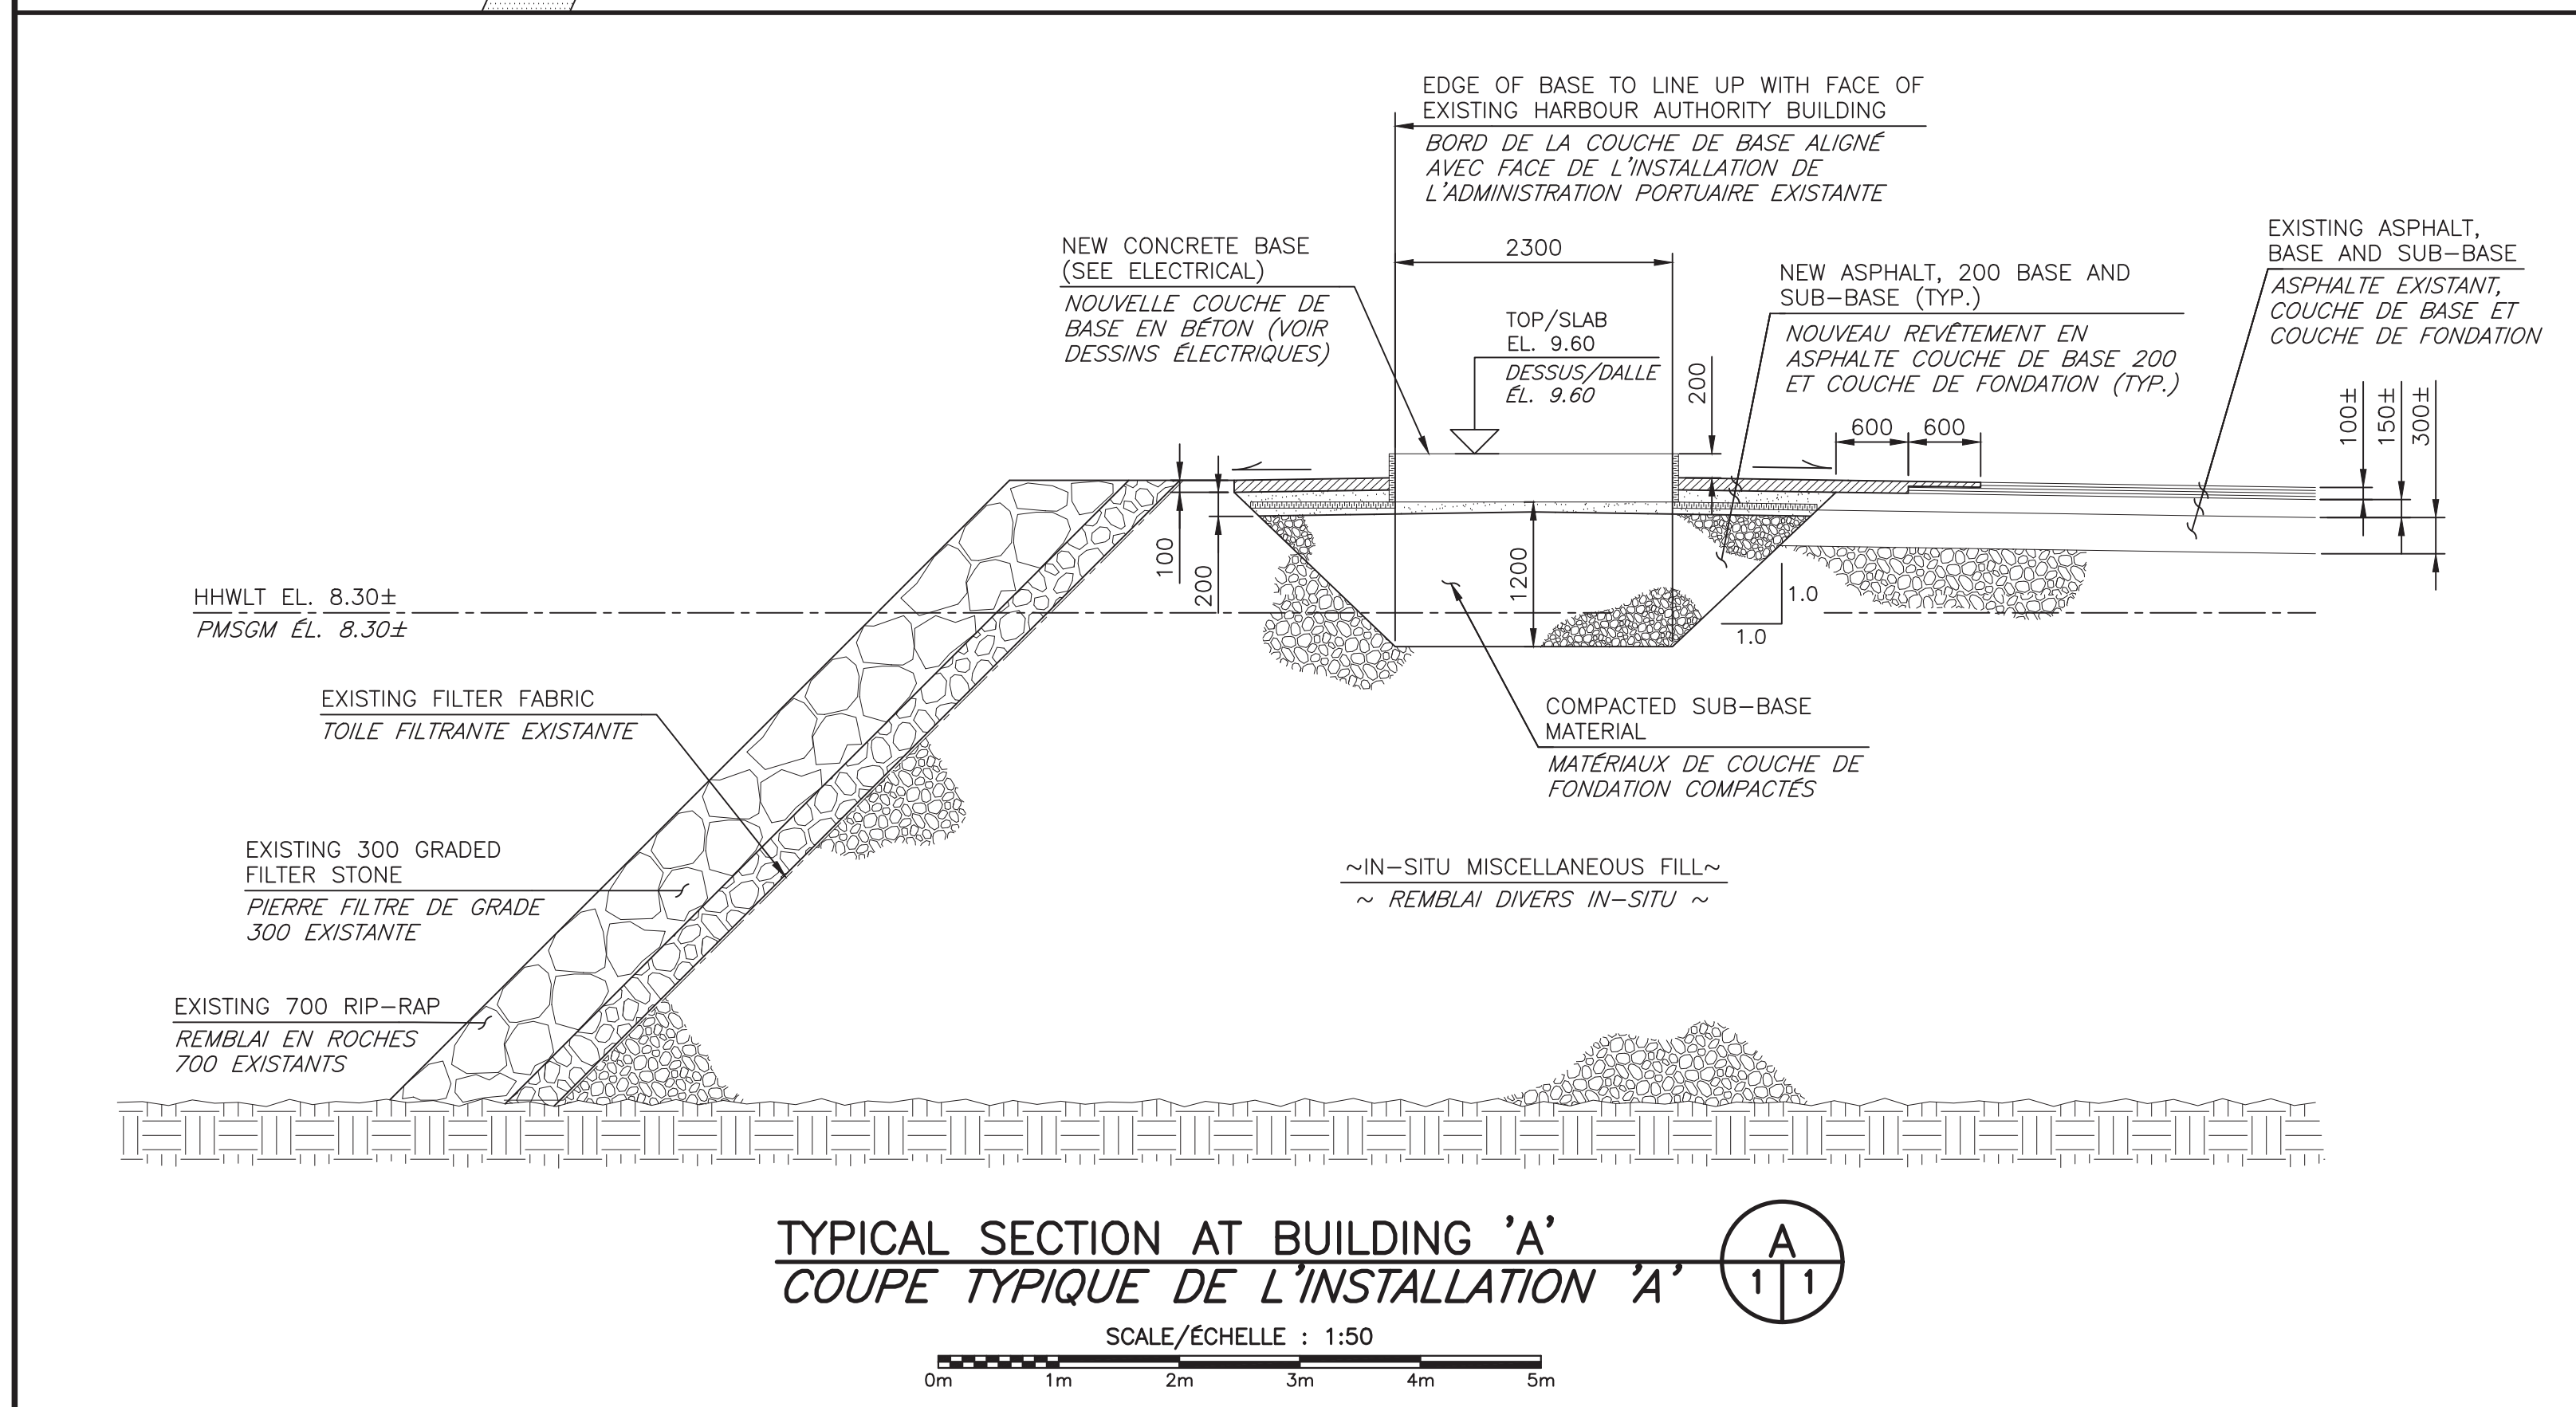 EDGE OF BASE TO LINE UP WITH FACE OF
EXISTING HARBOUR AUTHORITY BUILDING
BORD DE LA COUCHE DE BASE ALIGNÉ
AVEC FACE DE L'INSTALLATION DE
L'ADMINISTRATION PORTUAIRE EXISTANTE
NEW CONCRETE BASE
(SEE ELECTRICAL)
NOUVELLE COUCHE DE
BASE EN BÉTON (VOIR
DESSINS ÉLECTRIQUES)
2300
TOP/SLAB
EL. 9.60
DESSUS/DALLE
ÉL. 9.60
200
NEW ASPHALT, 200 BASE AND
SUB-BASE (TYP.)
NOUVEAU REVÊTEMENT EN
ASPHALTE COUCHE DE BASE 200
ET COUCHE DE FONDATION (TYP.)
EXISTING ASPHALT,
BASE AND SUB-BASE
ASPHALTE EXISTANT,
COUCHE DE BASE ET
COUCHE DE FONDATION
600
600
100±
150±
300±
100
200
1200
1.0
1.0
HHWLT EL. 8.30±
PMSGM ÉL. 8.30±
EXISTING FILTER FABRIC
TOILE FILTRANTE EXISTANTE
COMPACTED SUB-BASE
MATERIAL
MATÉRIAUX DE COUCHE DE
FONDATION COMPACTÉS
EXISTING 300 GRADED
FILTER STONE
PIERRE FILTRE DE GRADE
300 EXISTANTE
~IN-SITU MISCELLANEOUS FILL~
~ REMBLAI DIVERS IN-SITU ~
EXISTING 700 RIP-RAP
REMBLAI EN ROCHES
700 EXISTANTS
TYPICAL SECTION AT BUILDING 'A'
COUPE TYPIQUE DE L'INSTALLATION 'A'
A
1 1
SCALE/ÉCHELLE : 1:50
0m 1m 2m 3m 4m 5m